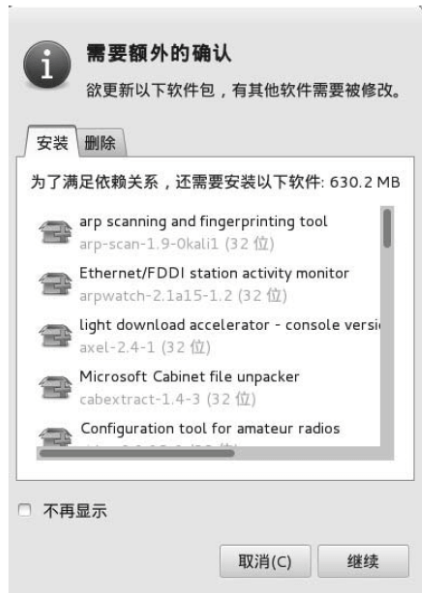 需要额外的确认
欲更新以下软件包，有其他软件需要被修改。
安装 删除
为了满足依赖关系，还需要安装以下软件: 630.2 MB
arp scanning and fingerprinting tool
arp-scan-1.9-0kali1 (32 位)
Ethernet/FDDI station activity monitor
arpwatch-2.1a15-1.2 (32 位)
light download accelerator - console versi
axel-2.4-1 (32 位)
Microsoft Cabinet file unpacker
cabextract-1.4-3 (32 位)
Configuration tool for amateur radios
不再显示
取消(C) 继续